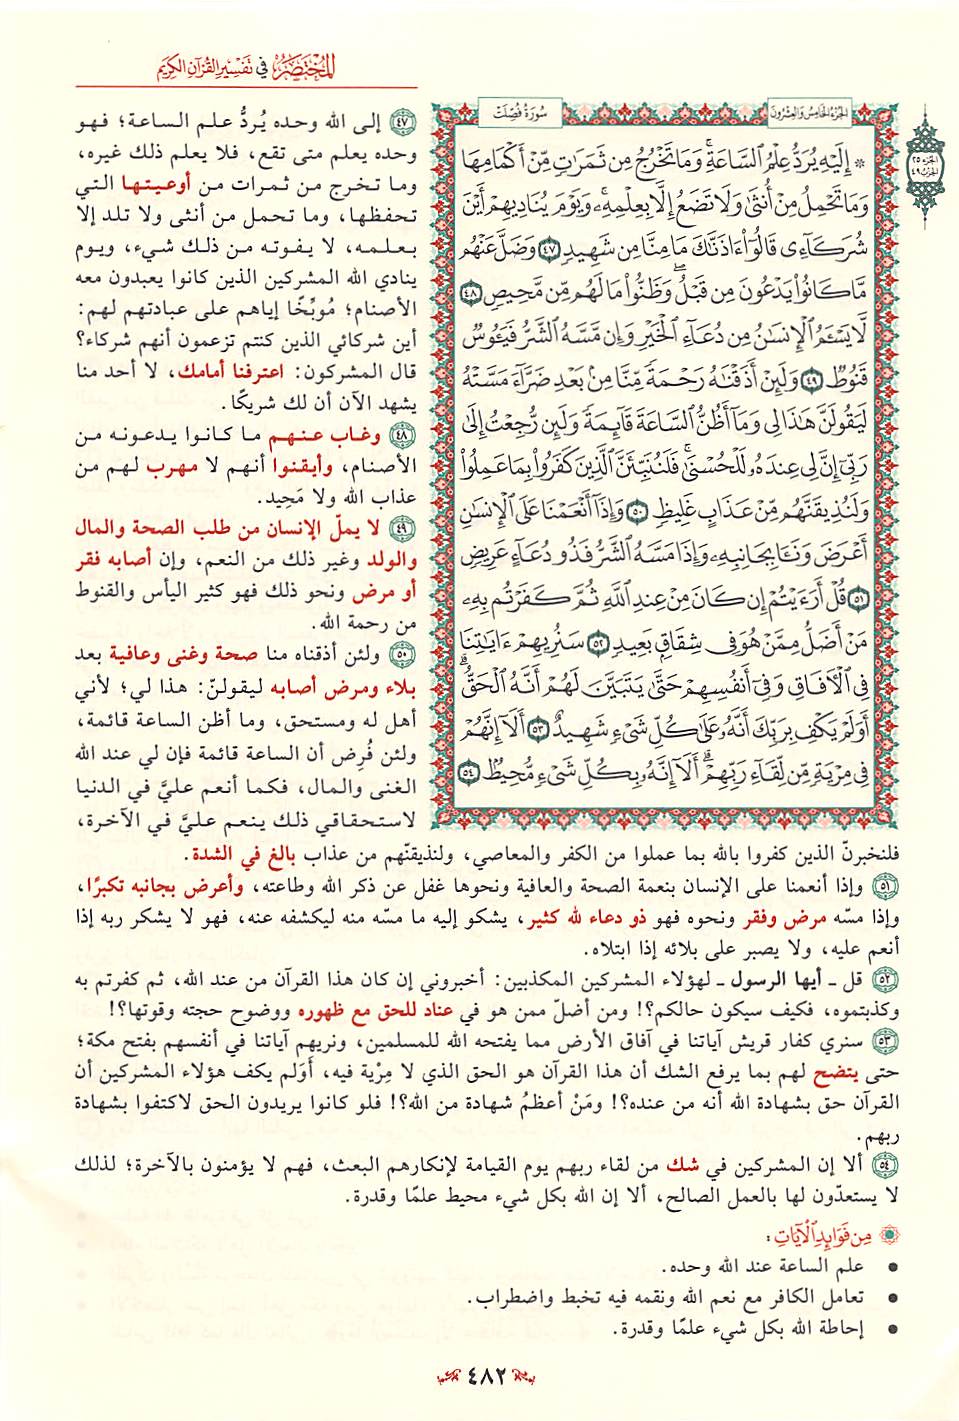 المختصر في تفسير القرآن الكريم
الجزء الخامس والعشرون
سورة فصلت
الجزء ٢٥
الحزب ٤٩
۞ إِلَيْهِ يُرَدُّ عِلْمُ ٱلسَّاعَةِۚ وَمَا تَخْرُجُ مِن ثَمَرَٰتٍ مِّنْ أَكْمَامِهَا
وَمَا تَحْمِلُ مِنْ أُنثَىٰ وَلَا تَضَعُ إِلَّا بِعِلْمِهِۦۚ وَيَوْمَ يُنَادِيهِمْ أَيْنَ
شُرَكَآءِى قَالُوٓا۟ ءَاذَنَّـٰكَ مَا مِنَّا مِن شَهِيدٍ ٤٧ وَضَلَّ عَنْهُم
مَّا كَانُوا۟ يَدْعُونَ مِن قَبْلُۖ وَظَنُّوا۟ مَا لَهُم مِّن مَّحِيصٍ ٤٨
لَّا يَسْـَٔمُ ٱلْإِنسَـٰنُ مِن دُعَآءِ ٱلْخَيْرِ وَإِن مَّسَّهُ ٱلشَّرُّ فَيَـُٔوسٌ
قَنُوطٌ ٤٩ وَلَئِنْ أَذَقْنَـٰهُ رَحْمَةً مِّنَّا مِنۢ بَعْدِ ضَرَّآءَ مَسَّتْهُ
لَيَقُولَنَّ هَـٰذَا لِى وَمَآ أَظُنُّ ٱلسَّاعَةَ قَآئِمَةً وَلَئِن رُّجِعْتُ إِلَىٰ
رَبِّىٓ إِنَّ لِى عِندَهُۥ لَلْحُسْنَىٰۚ فَلَنُنَبِّئَنَّ ٱلَّذِينَ كَفَرُوا۟ بِمَا عَمِلُوا۟
وَلَنُذِيقَنَّهُم مِّنْ عَذَابٍ غَلِيظٍ ٥٠ وَإِذَآ أَنْعَمْنَا عَلَى ٱلْإِنسَـٰنِ
أَعْرَضَ وَنَـَٔا بِجَانِبِهِۦ وَإِذَا مَسَّهُ ٱلشَّرُّ فَذُو دُعَآءٍ عَرِيضٍ
٥١ قُلْ أَرَءَيْتُمْ إِن كَانَ مِنْ عِندِ ٱللَّهِ ثُمَّ كَفَرْتُم بِهِۦ
مَنْ أَضَلُّ مِمَّنْ هُوَ فِى شِقَاقٍۭ بَعِيدٍ ٥٢ سَنُرِيهِمْ ءَايَـٰتِنَا
فِى ٱلْـَٔافَاقِ وَفِىٓ أَنفُسِهِمْ حَتَّىٰ يَتَبَيَّنَ لَهُمْ أَنَّهُ ٱلْحَقُّۗ
أَوَلَمْ يَكْفِ بِرَبِّكَ أَنَّهُۥ عَلَىٰ كُلِّ شَىْءٍ شَهِيدٌ ٥٣ أَلَآ إِنَّهُمْ
فِى مِرْيَةٍ مِّن لِّقَآءِ رَبِّهِمْۗ أَلَآ إِنَّهُۥ بِكُلِّ شَىْءٍ مُّحِيطٌۢ ٥٤
٤٧ إلى الله وحده يُردُّ علم الساعة؛ فهو
وحده يعلم متى تقع، فلا يعلم ذلك غيره،
وما تخرج من ثمرات من أوعيتها التي
تحفظها، وما تحمل من أنثى ولا تلد إلا
بعلمه، لا يفوته من ذلك شيء، ويوم
ينادي الله المشركين الذين كانوا يعبدون معه
الأصنام؛ مُوبِّخًا إياهم على عبادتهم لهم:
أين شركائي الذين كنتم تزعمون أنهم شركاء؟
قال المشركون: اعترفنا أمامك، لا أحد منا
يشهد الآن أن لك شريكًا.
٤٨ وغاب عنهم ما كانوا يدعونه من
الأصنام، وأيقنوا أنهم لا مهرب لهم من
عذاب الله ولا مَحِيد.
٤٩ لا يملّ الإنسان من طلب الصحة والمال
والولد وغير ذلك من النعم، وإن أصابه فقر
أو مرض ونحو ذلك فهو كثير اليأس والقنوط
من رحمة الله.
٥٠ ولئن أذقناه منا صحة وغنى وعافية بعد
بلاء ومرض أصابه ليقولنّ: هذا لي؛ لأني
أهل له ومستحق، وما أظن الساعة قائمة،
ولئن فُرِض أن الساعة قائمة فإن لي عند الله
الغنى والمال، فكما أنعم عليَّ في الدنيا
لاستحقاقي ذلك ينعم عليَّ في الآخرة،
فلنخبرنّ الذين كفروا بالله بما عملوا من الكفر والمعاصي، ولنذيقنّهم من عذاب بالغ في الشدة.
٥١ وإذا أنعمنا على الإنسان بنعمة الصحة والعافية ونحوها غفل عن ذكر الله وطاعته، وأعرض بجانبه تكبرًا،
وإذا مسّه مرض وفقر ونحوه فهو ذو دعاء لله كثير، يشكو إليه ما مسّه منه ليكشفه عنه، فهو لا يشكر ربه إذا
أنعم عليه، ولا يصبر على بلائه إذا ابتلاه.
٥٢ قل ـ أيها الرسول ـ لهؤلاء المشركين المكذبين: أخبروني إن كان هذا القرآن من عند الله، ثم كفرتم به
وكذبتموه، فكيف سيكون حالكم؟! ومن أضلّ ممن هو في عناد للحق مع ظهوره ووضوح حجته وقوتها؟!
٥٣ سنري كفار قريش آياتنا في آفاق الأرض مما يفتحه الله للمسلمين، ونريهم آياتنا في أنفسهم بفتح مكة؛
حتى يتضح لهم بما يرفع الشك أن هذا القرآن هو الحق الذي لا مِرْية فيه، أَوَلم يكف هؤلاء المشركين أن
القرآن حق بشهادة الله أنه من عنده؟! ومَنْ أعظمُ شهادة من الله؟! فلو كانوا يريدون الحق لاكتفوا بشهادة
ربهم.
٥٤ ألا إن المشركين في شك من لقاء ربهم يوم القيامة لإنكارهم البعث، فهم لا يؤمنون بالآخرة؛ لذلك
لا يستعدّون لها بالعمل الصالح، ألا إن الله بكل شيء محيط علمًا وقدرة.
من فوائد الآيات:
● علم الساعة عند الله وحده.
● تعامل الكافر مع نعم الله ونقمه فيه تخبط واضطراب.
● إحاطة الله بكل شيء علمًا وقدرة.
٤٨٢